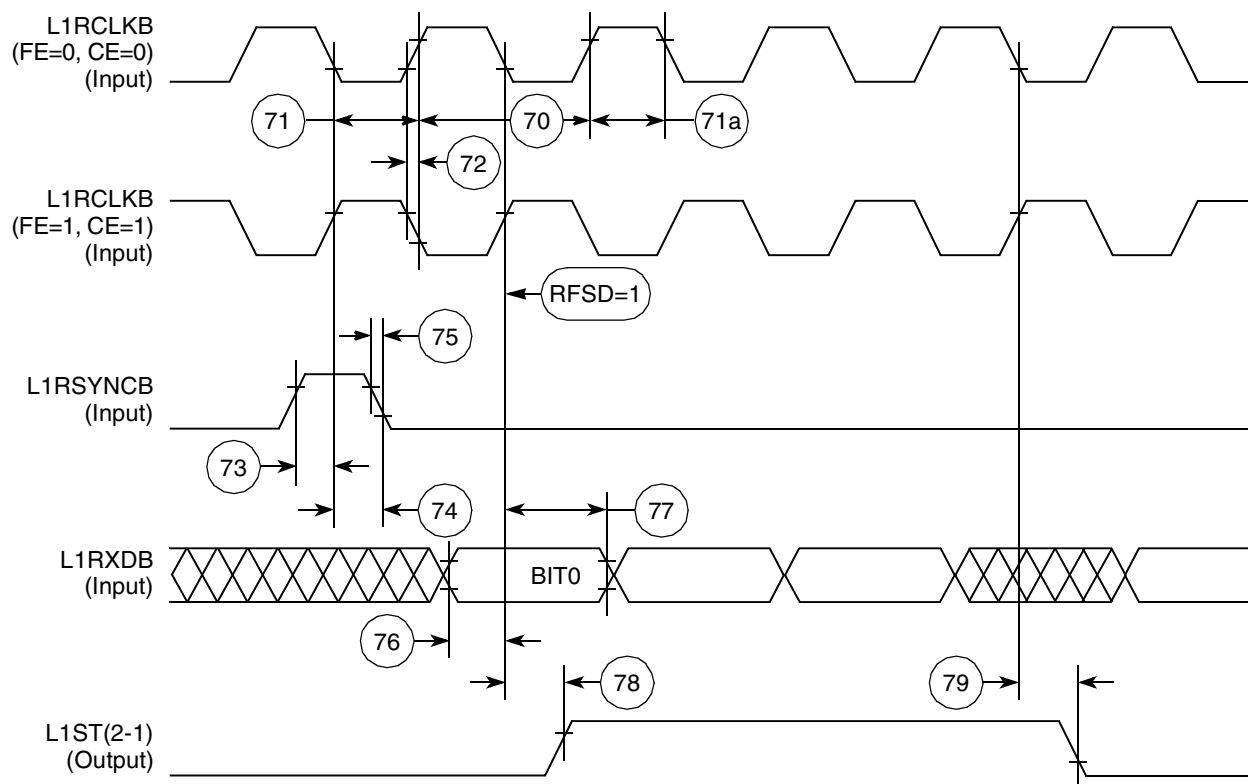 L1RCLKB
(FE=0, CE=0)
(Input)
71
70
71a
72
L1RCLKB
(FE=1, CE=1)
(Input)
RFSD=1
75
L1RSYNCB
(Input)
73
74
77
L1RXDB
(Input)
BIT0
76
78
79
L1ST(2-1)
(Output)